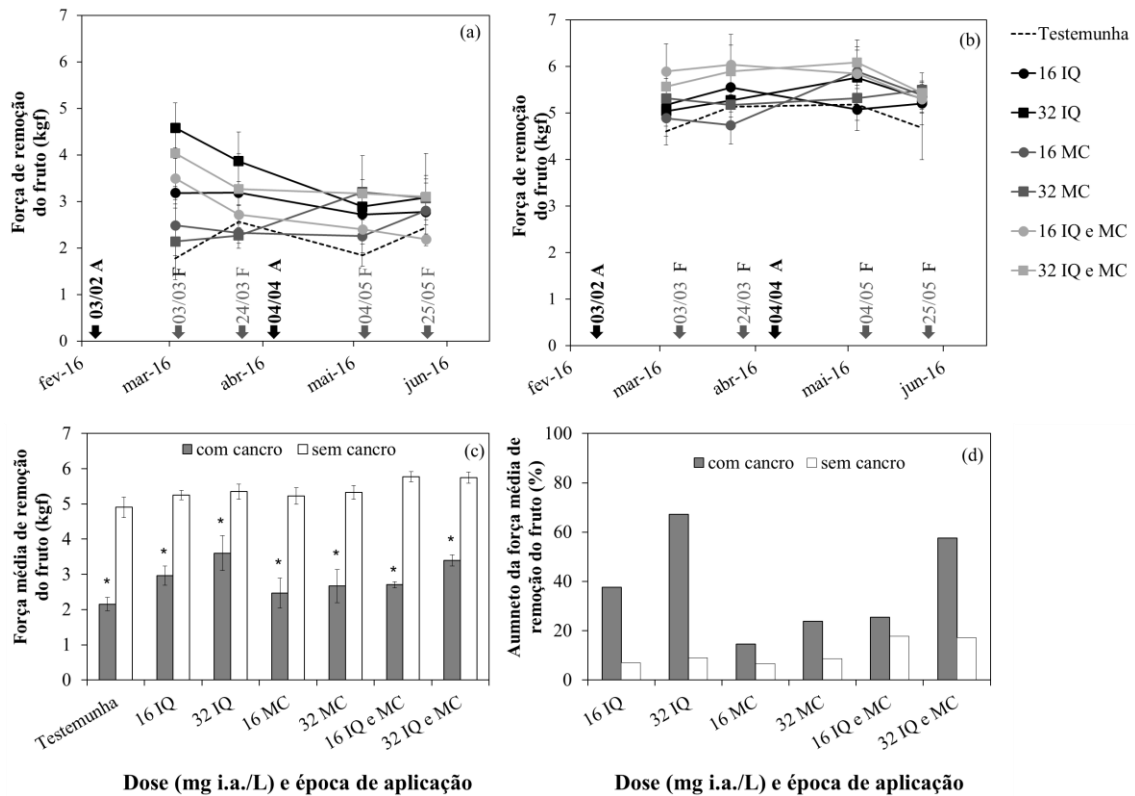 (a)
Força de remoção
do fruto (kgf)
7
6
5
4
3
2
1
0
03/02 A
03/03 F
24/03 F
04/04 A
04/05 F
25/05 F
fev-16
mar-16
abr-16
mai-16
jun-16
(b)
Força de remoção
do fruto (kgf)
7
6
5
4
3
2
1
0
03/02 A
03/03 F
24/03 F
04/04 A
04/05 F
25/05 F
fev-16
mar-16
abr-16
mai-16
jun-16
Testemunha
16 IQ
32 IQ
16 MC
32 MC
16 IQ e MC
32 IQ e MC
(c)
com cancro
sem cancro
Força média de remoção
do fruto (kgf)
7
6
5
4
3
2
1
0
*
*
*
*
*
*
*
Testemunha
16 IQ
32 IQ
16 MC
32 MC
16 IQ e MC
32 IQ e MC
Dose (mg i.a./L) e época de aplicação
(d)
com cancro
sem cancro
Aumneto da força média de
remoção do fruto (%)
100
80
60
40
20
0
16 IQ
32 IQ
16 MC
32 MC
16 IQ e MC
32 IQ e MC
Dose (mg i.a./L) e época de aplicação